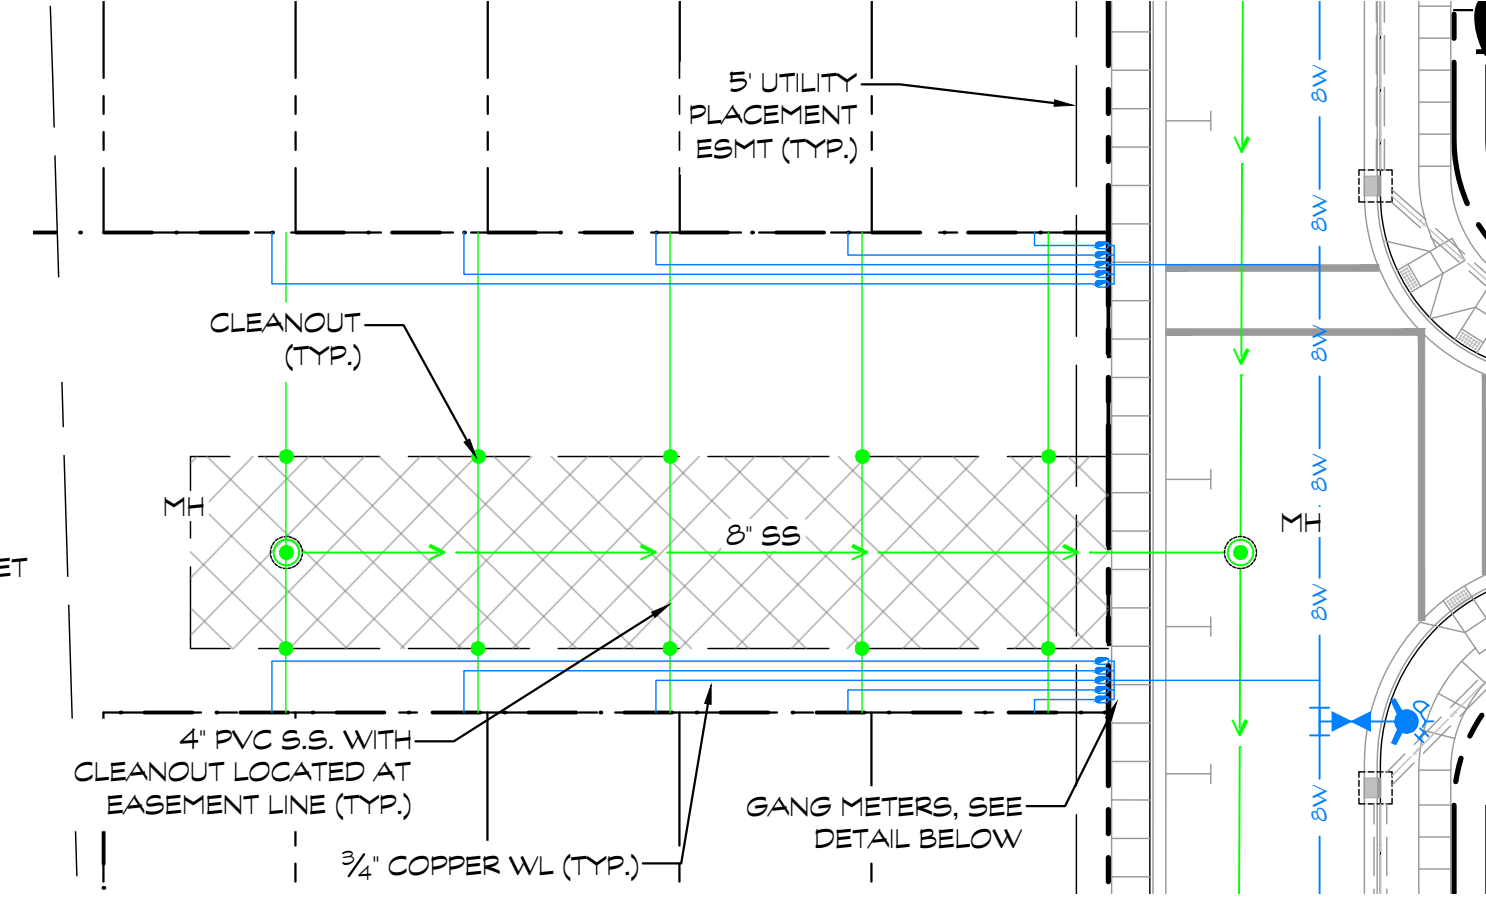 5' UTILITY
PLACEMENT
ESMT (TYP.)
8W
8W
CLEANOUT
(TYP.)
8W
8W
MH
8" SS
MH
ET
8W
4" PVC S.S. WITH
CLEANOUT LOCATED AT
EASEMENT LINE (TYP.)
GANG METERS, SEE
DETAIL BELOW
8W
3/4" COPPER WL (TYP.)